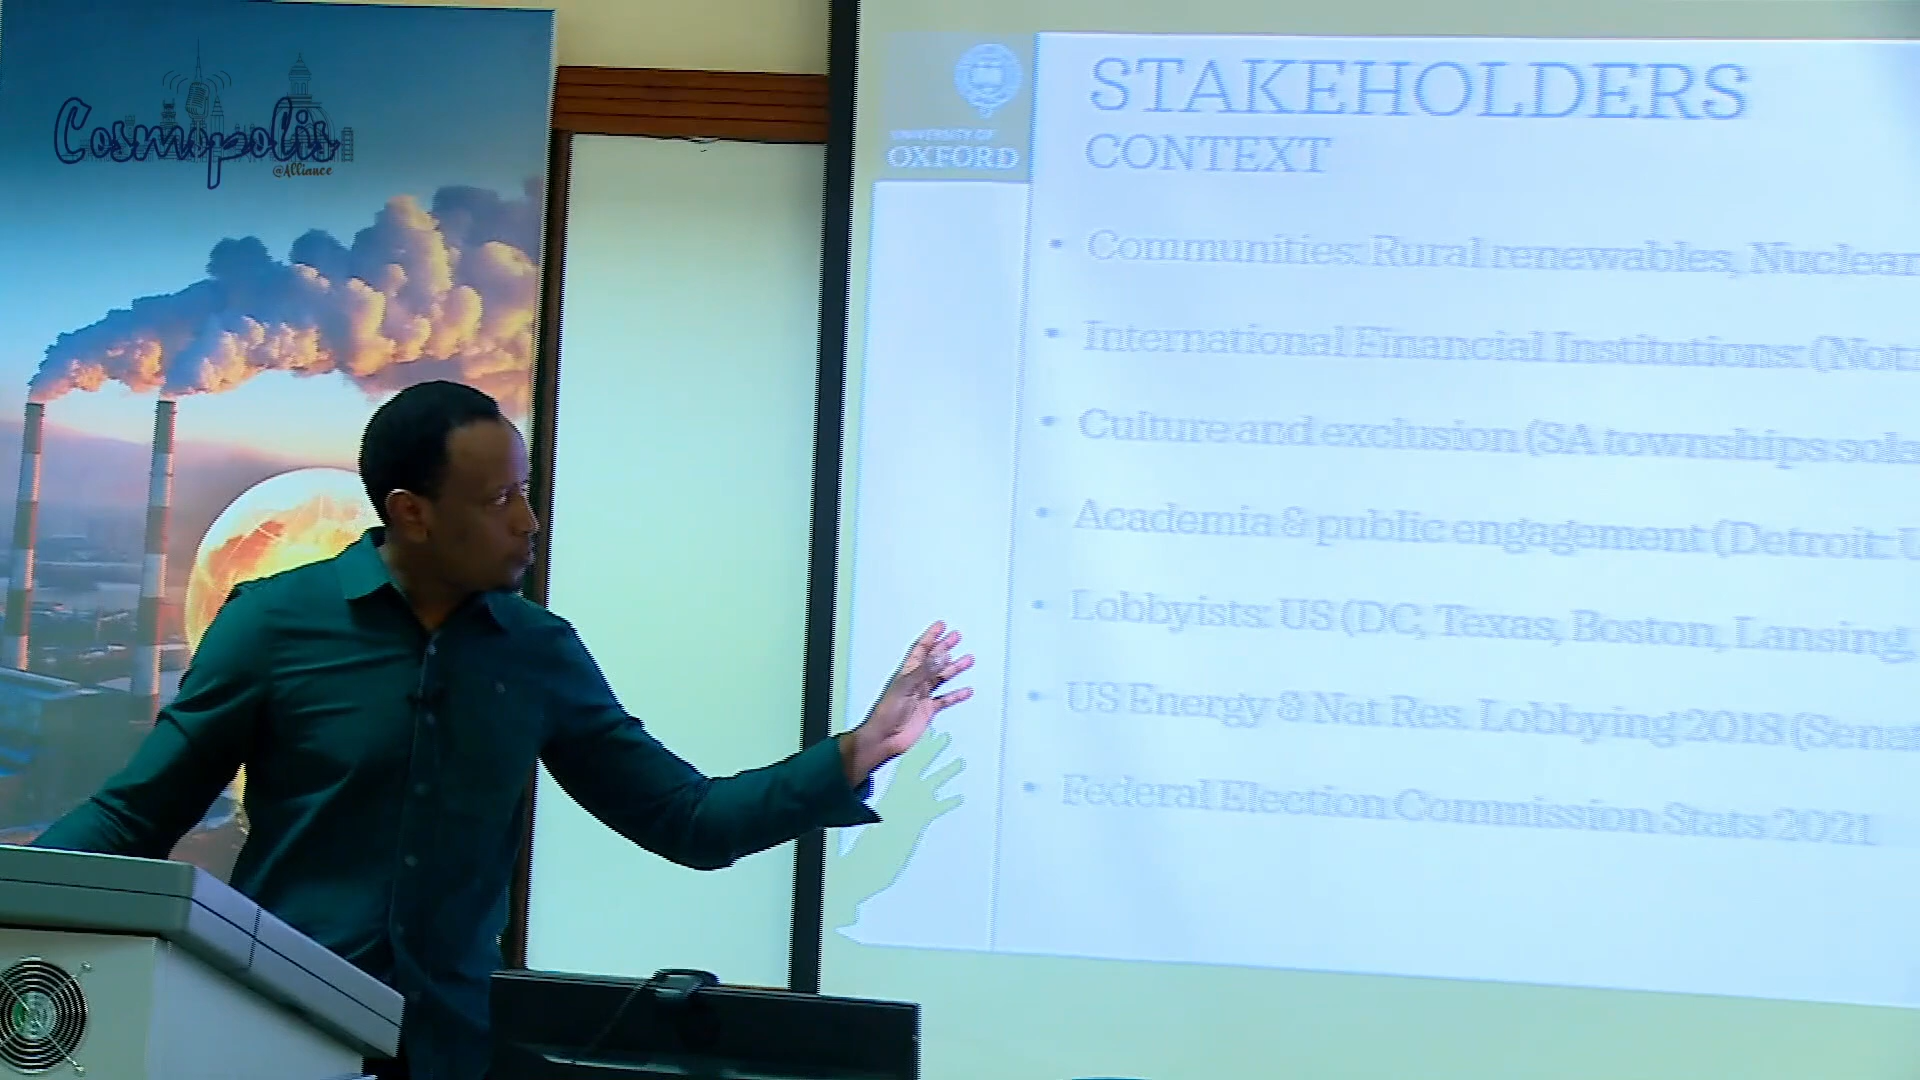 Cosmopolis
@Alliance
UNIVERSITY OF
OXFORD
STAKEHOLDERS
CONTEXT
• Communities: Rural renewables, Nuclear
• International Financial Institutions: (Not
• Culture and exclusion (SA townships sola
• Academia & public engagement (Detroit: U
• Lobbyists: US (DC, Texas, Boston, Lansing,
• US Energy & Nat Res. Lobbying 2018 (Senat
• Federal Election Commission Stats 2021